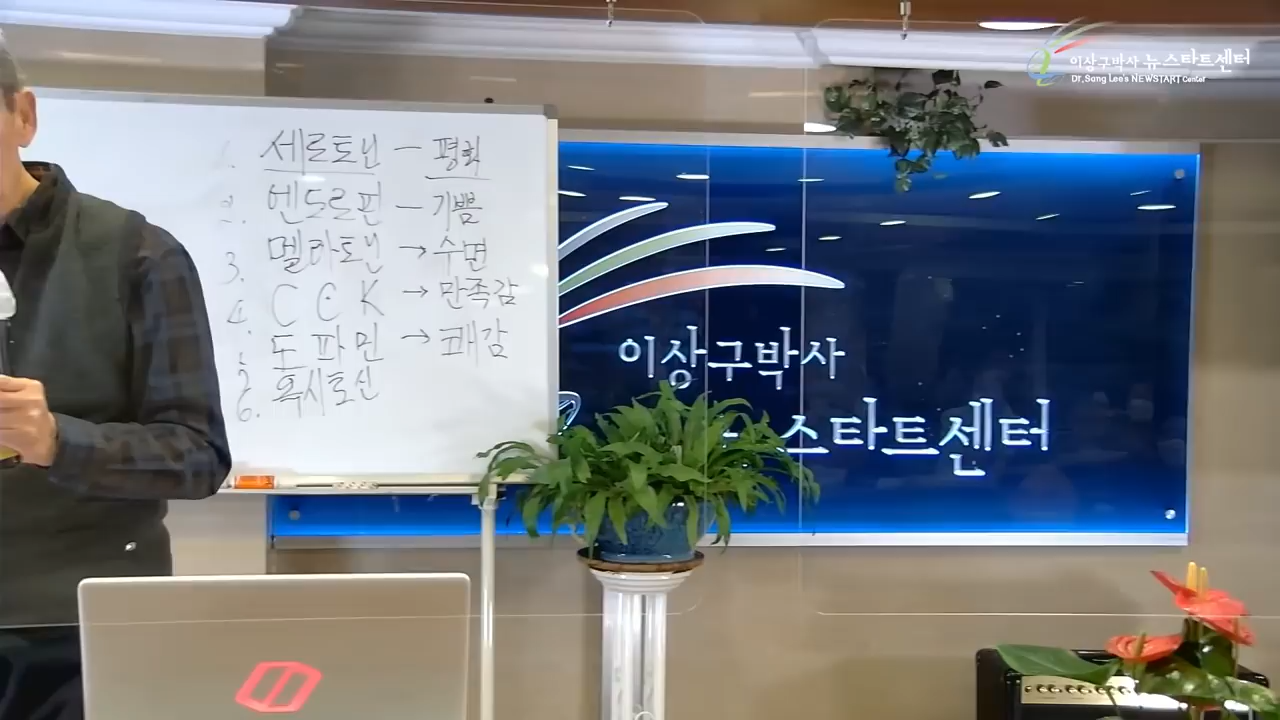 이상구박사 뉴스타트센터
Dr.Sang Lee's NEWSTART Center
1. 세르토닌 – 평화
2. 엔도르핀 – 기쁨
3. 멜라토닌 → 수면
4. C C K → 만족감
도파민 → 쾌감
6. 옥시토신
이상구박사
스타트센터